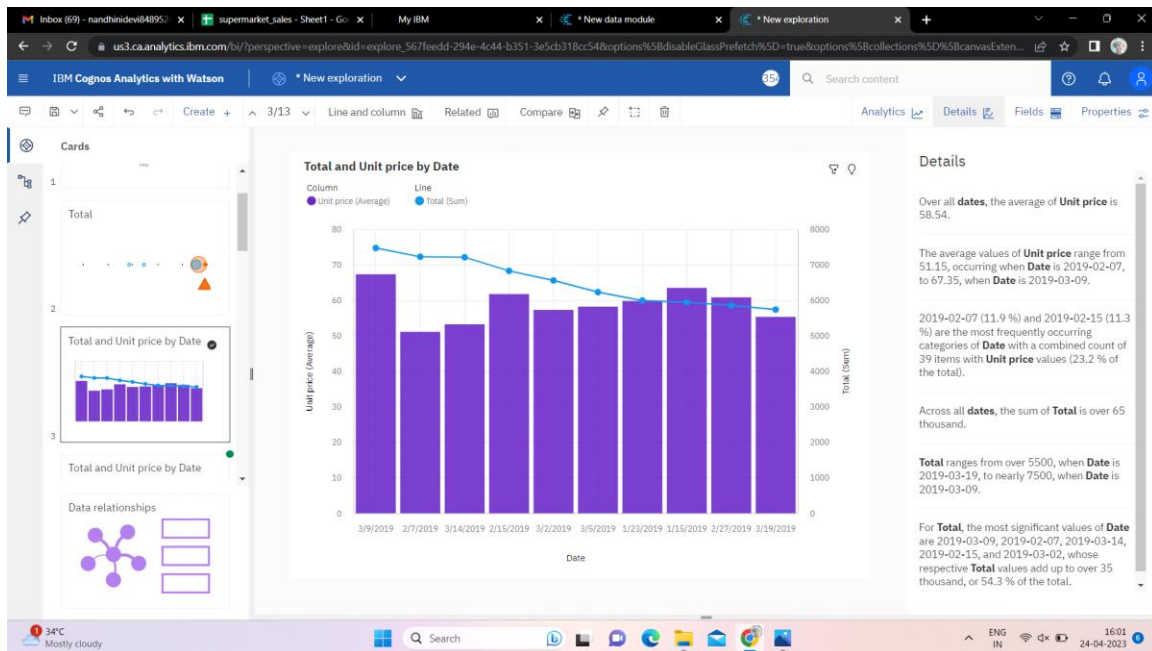 Inbox (69) - nandhinidevi848952
supermarket_sales - Sheet1 - Goo
My IBM
* New data module
* New exploration
us3.ca.analytics.ibm.com/bi/?perspective=explore&id=explore_567feedd-294e-4c44-b351-3e5cb318cc54&options%5BdisableGlassPrefetch%5D=true&options%5Bcollections%5D%5BcanvasExten...
IBM Cognos Analytics with Watson
* New exploration
354
Search content
Create +
3/13
Line and column
Related
Compare
Analytics
Details
Fields
Properties
Cards
1
Total
2
Total and Unit price by Date
3
Total and Unit price by Date
Data relationships
Total and Unit price by Date
Column
Line
Unit price (Average)
Total (Sum)
Unit price (Average)
80
70
60
50
40
30
20
10
0
8000
7000
6000
5000
4000
3000
2000
1000
0
Total (Sum)
3/9/2019 2/7/2019 3/14/2019 2/15/2019 3/2/2019 3/5/2019 1/23/2019 1/15/2019 2/27/2019 3/19/2019
Date
Details
Over all dates, the average of Unit price is
58.54.
The average values of Unit price range from
51.15, occurring when Date is 2019-02-07,
to 67.35, when Date is 2019-03-09.
2019-02-07 (11.9 %) and 2019-02-15 (11.3
%) are the most frequently occurring
categories of Date with a combined count of
39 items with Unit price values (23.2 % of
the total).
Across all dates, the sum of Total is over 65
thousand.
Total ranges from over 5500, when Date is
2019-03-19, to nearly 7500, when Date is
2019-03-09.
For Total, the most significant values of Date
are 2019-03-09, 2019-02-07, 2019-03-14,
2019-02-15, and 2019-03-02, whose
respective Total values add up to over 35
thousand, or 54.3 % of the total.
1
34°C
Mostly cloudy
Search
ENG
IN
16:01
24-04-2023
6